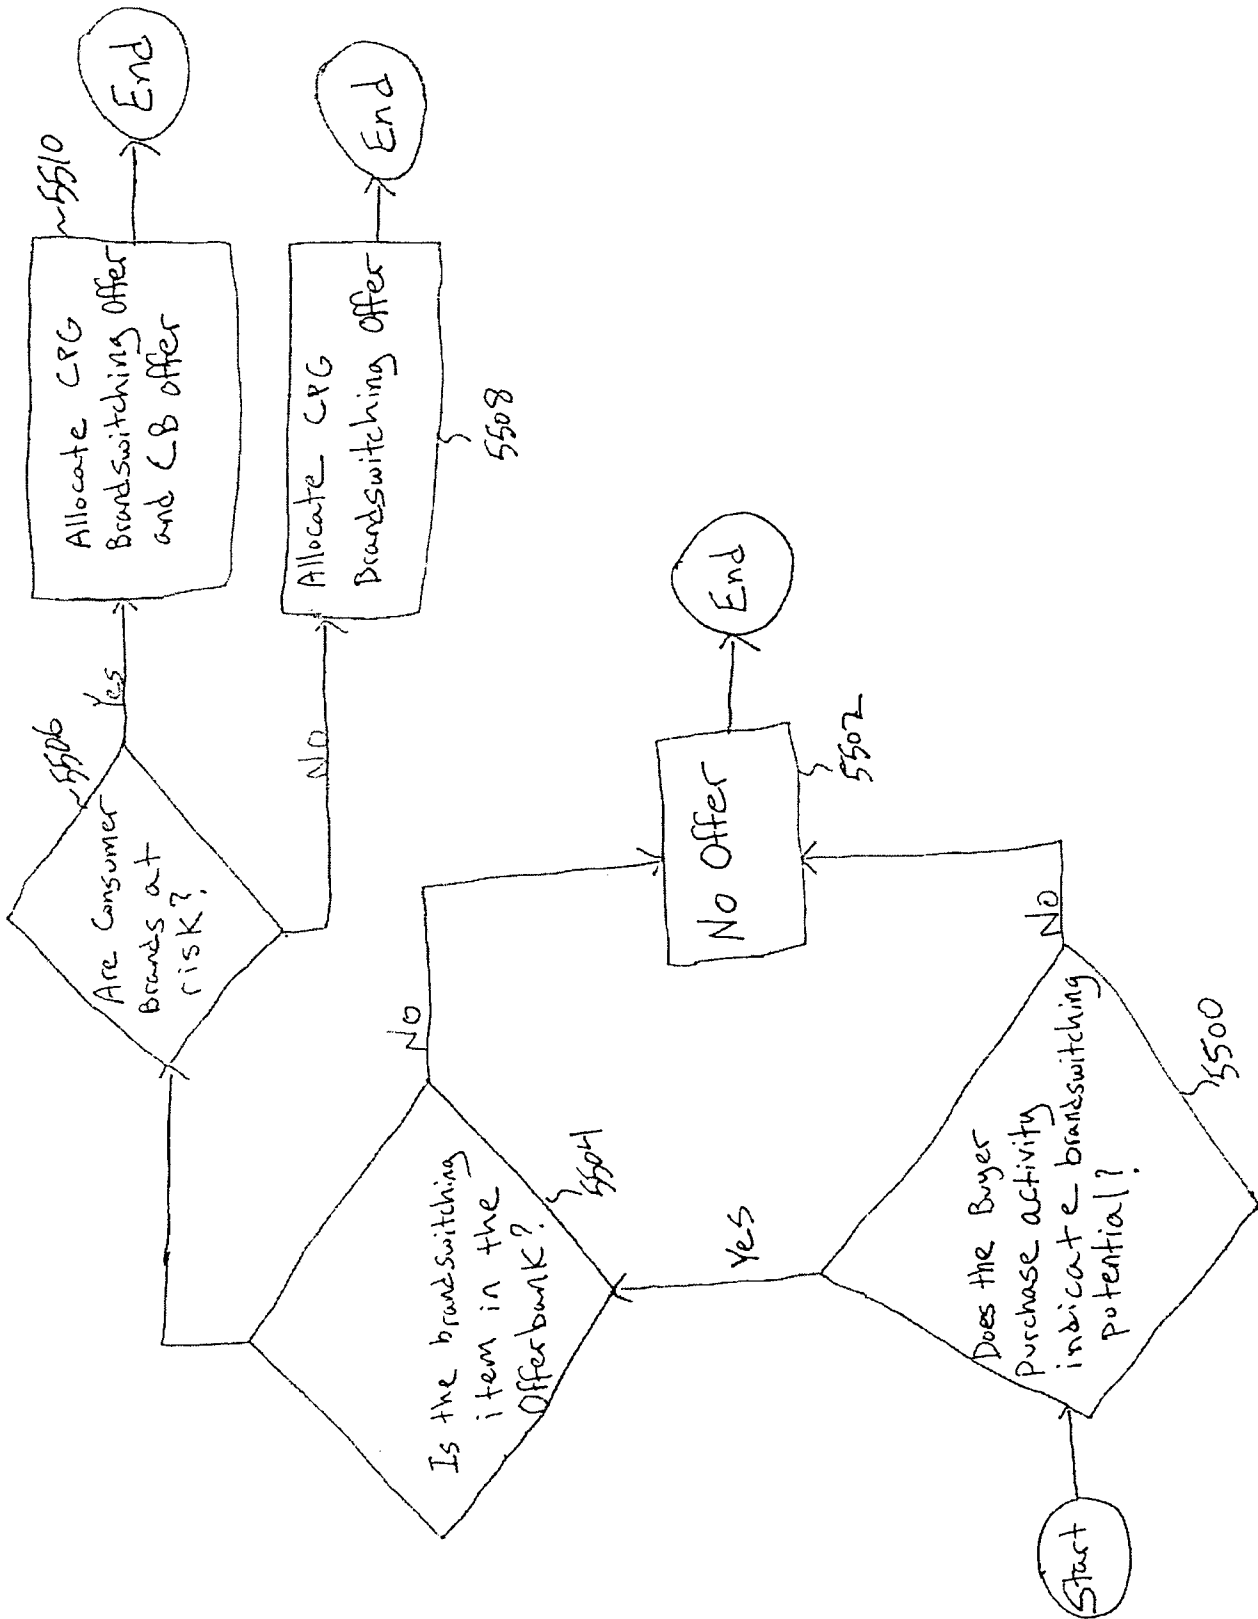 Start
Does the Buyer
Purchase activity
indicate brandswitching
potential?
5500
No
Yes
Is the brandswitching
item in the
Offerbank?
5504
No
No Offer
5502
End
Are Consumer
Brands at
risk?
5506
Yes
No
Allocate CPG
Brandswitching Offer
and CB offer
5510
End
Allocate CPG
Brandswitching Offer
5508
End